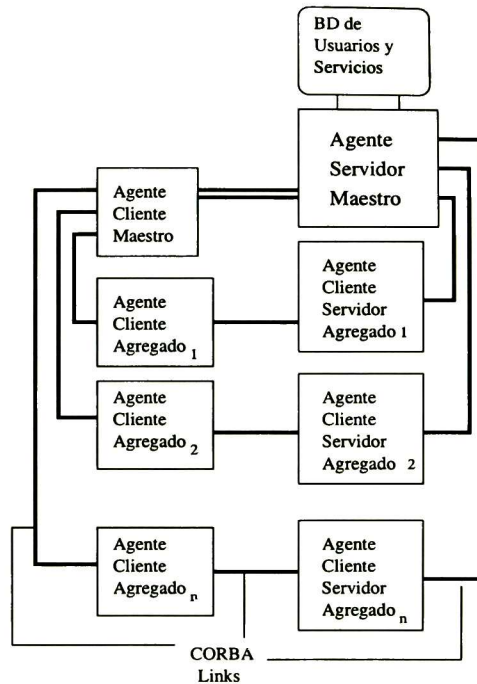 BD de
Usuarios y
Servicios
Agente
Servidor
Maestro
Agente
Cliente
Maestro
Agente
Cliente
Servidor
Agregado 1
Agente
Cliente
Agregado 1
Agente
Cliente
Agregado 2
Agente
Cliente
Servidor
Agregado 2
Agente
Cliente
Agregado n
Agente
Cliente
Servidor
Agregado n
CORBA
Links